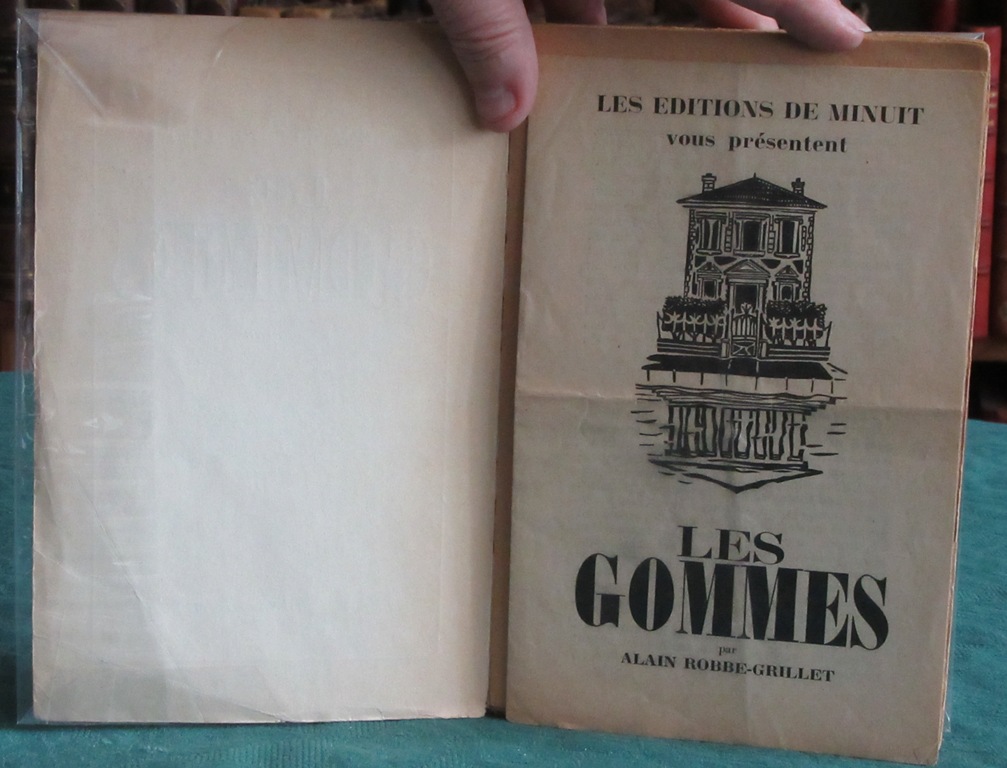 LES EDITIONS DE MINUIT
vous présentent
LES
GOMMES
par
ALAIN ROBBE-GRILLET